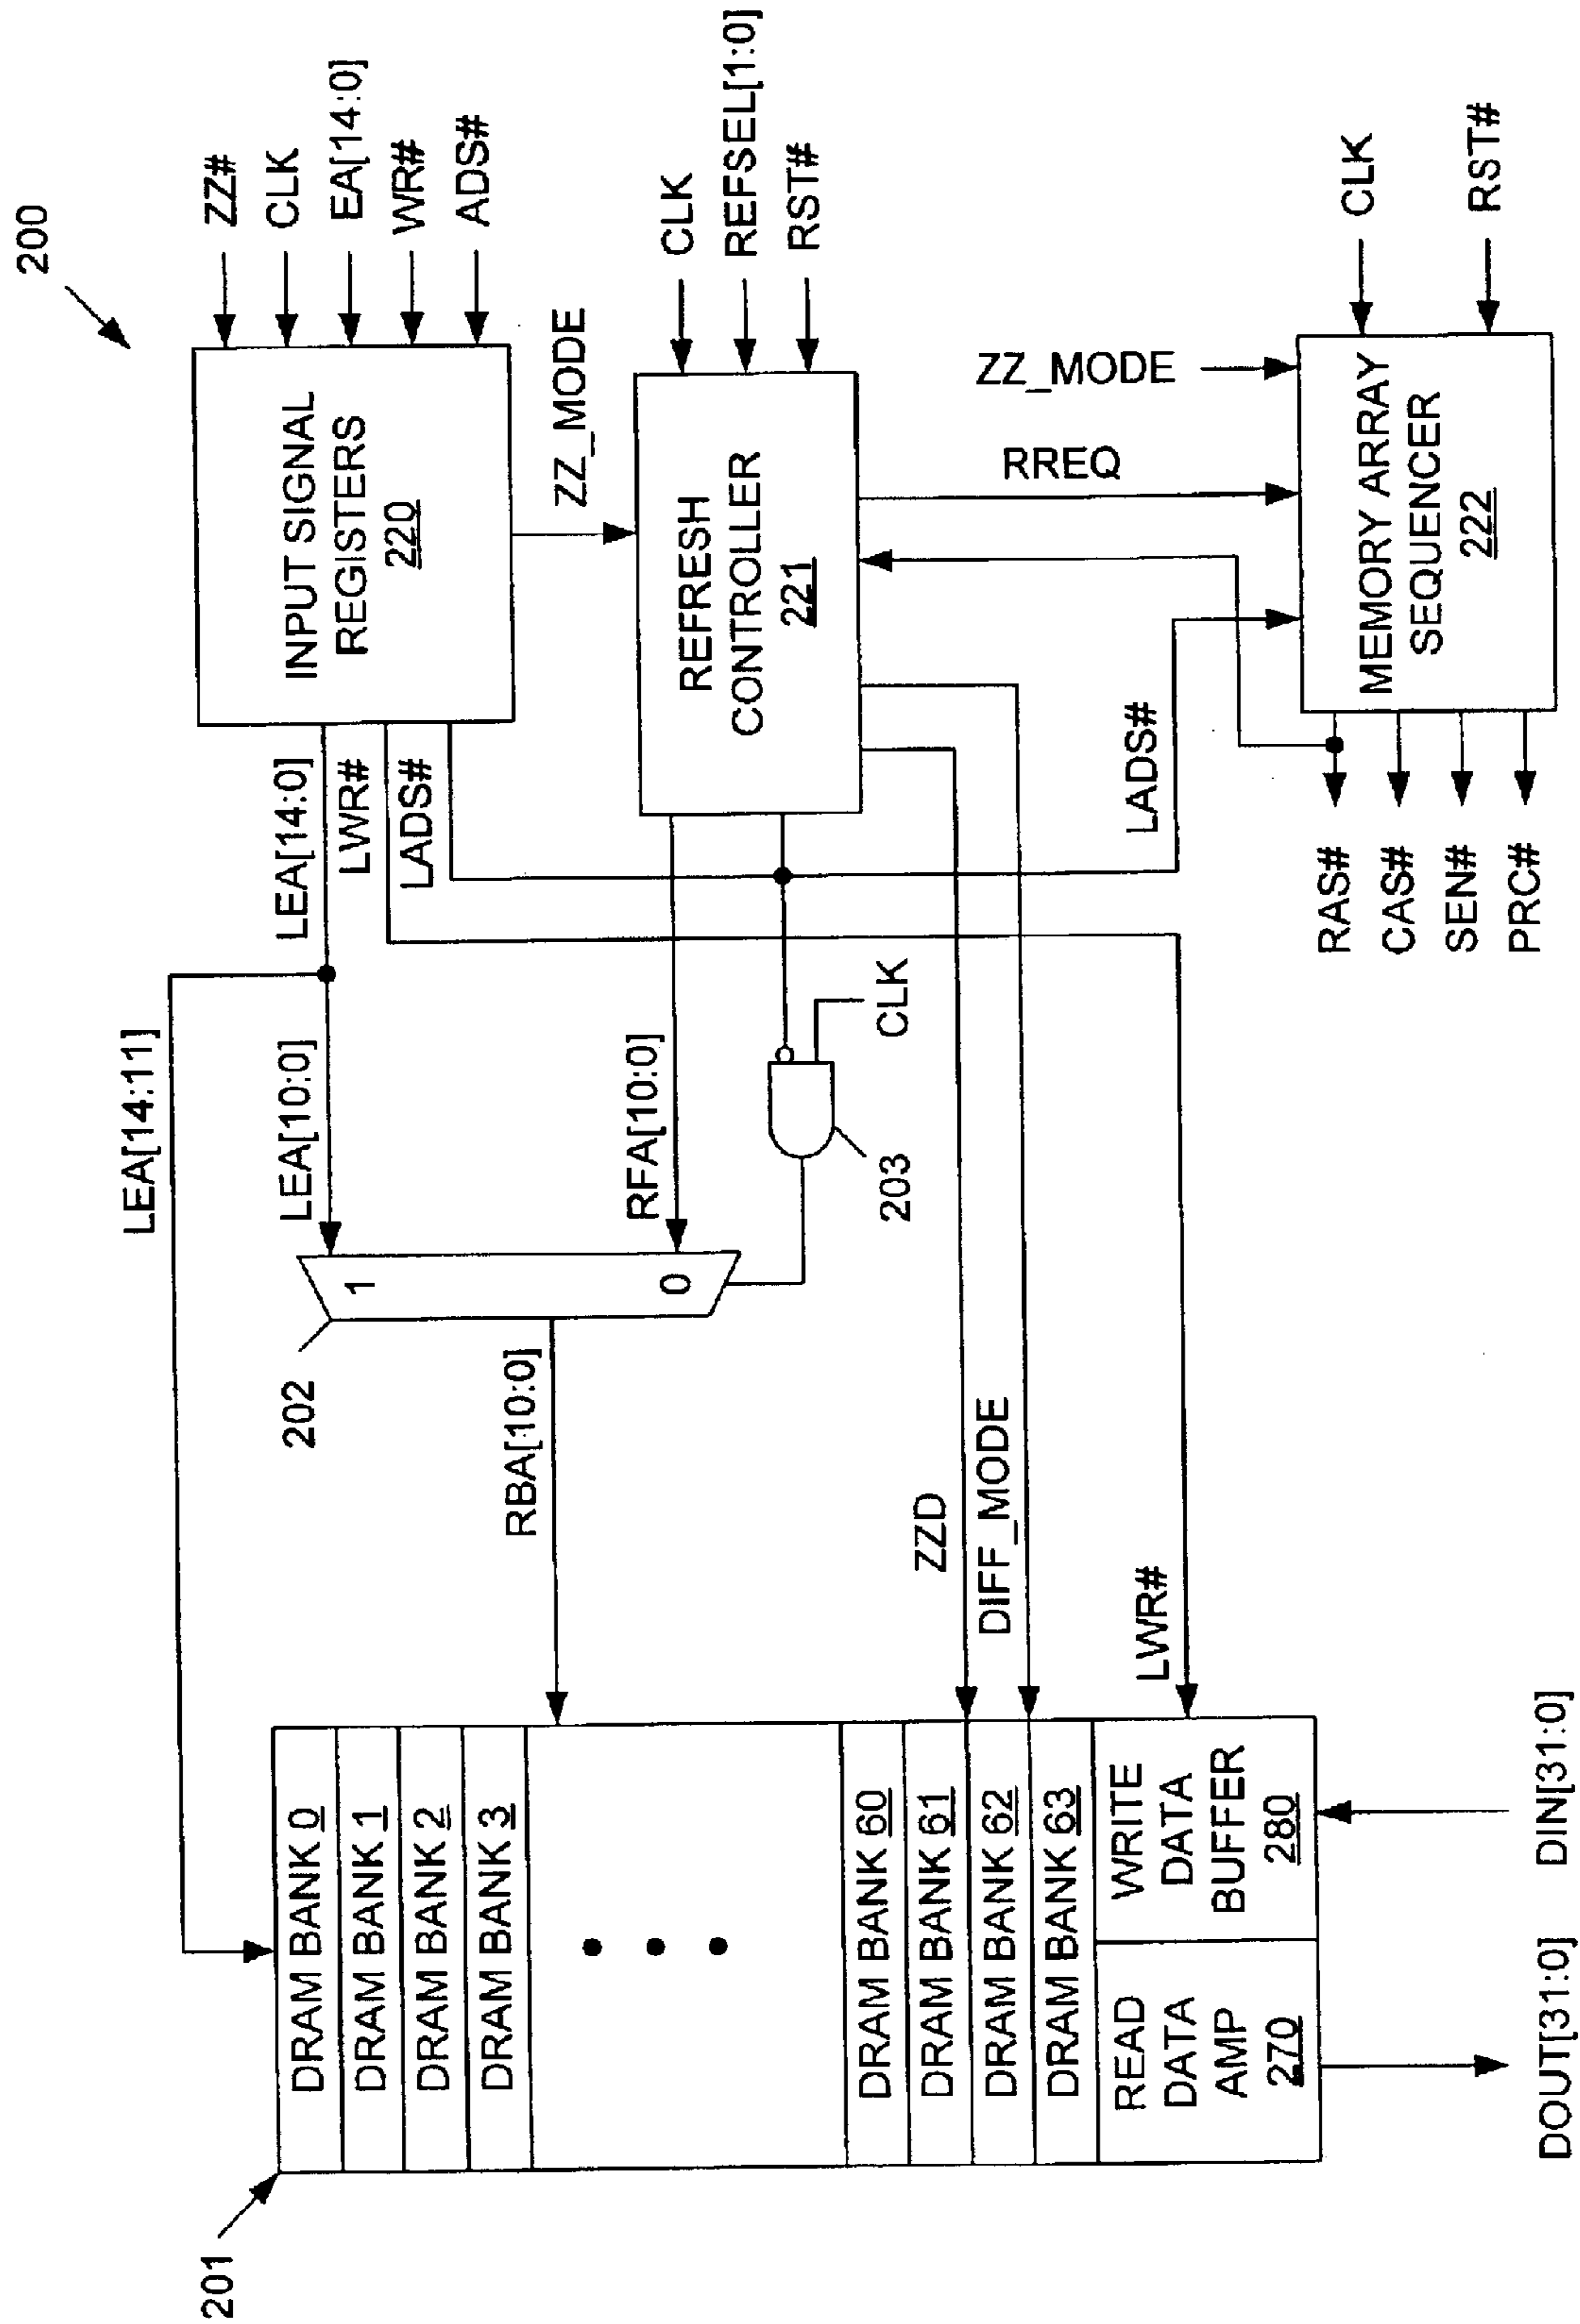 200
ZZ#
CLK
EA[14:0]
WR#
ADS#
INPUT SIGNAL
REGISTERS
220
LEA[14:0]
LWR#
LADS#
ZZ_MODE
CLK
REFSEL[1:0]
RST#
REFRESH
CONTROLLER
221
ZZ_MODE
RREQ
LADS#
CLK
RST#
MEMORY ARRAY
SEQUENCER
222
RAS#
CAS#
SEN#
PRC#
LEA[14:11]
LEA[10:0]
RFA[10:0]
CLK
203
1
0
202
RBA[10:0]
ZZD
DIFF_MODE
LWR#
201
DRAM BANK 0
DRAM BANK 1
DRAM BANK 2
DRAM BANK 3
DRAM BANK 60
DRAM BANK 61
DRAM BANK 62
DRAM BANK 63
READ
DATA
AMP
270
WRITE
DATA
BUFFER
280
DOUT[31:0]
DIN[31:0]